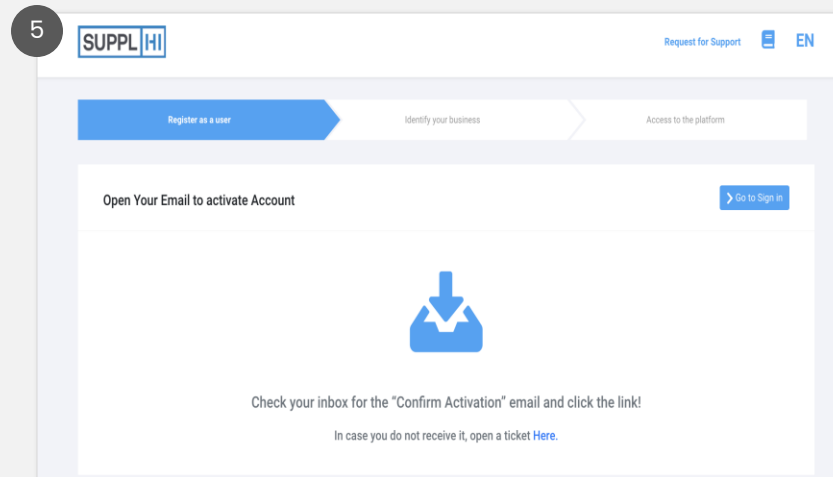 5
SUPPLHI
Request for Support
EN
Register as a user
Identify your business
Access to the platform
Open Your Email to activate Account
Go to Sign in
Check your inbox for the “Confirm Activation” email and click the link!
In case you do not receive it, open a ticket Here.